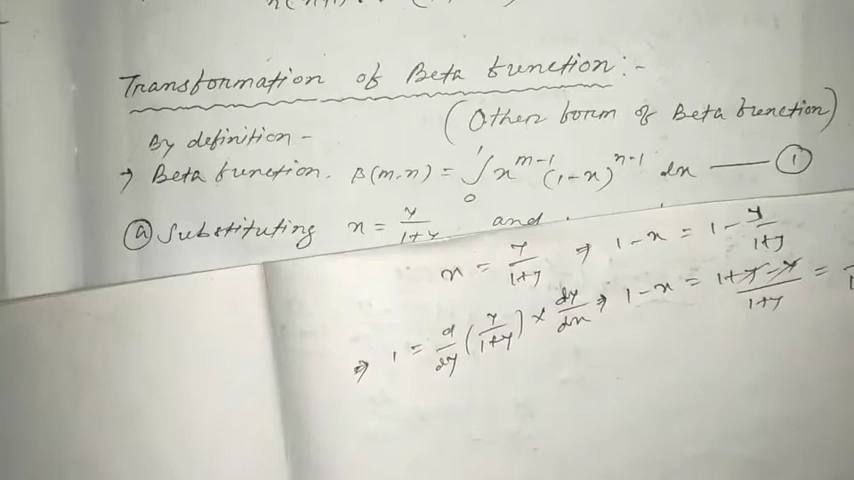 Transformation of Beta function :-
(Other form of Beta function)
By definition -
→ Beta function. β(m,n) = ∫₀¹ x^{m-1} (1-x)^{n-1} dx —— ①
ⓐ Substituting x = y/(1+y) and
x = y/(1+y) ⇒ 1-x = 1 - y/(1+y)
⇒ 1 = d/dy (y/(1+y)) × dy/dx ⇒ 1-x = (1+y-y)/(1+y) =